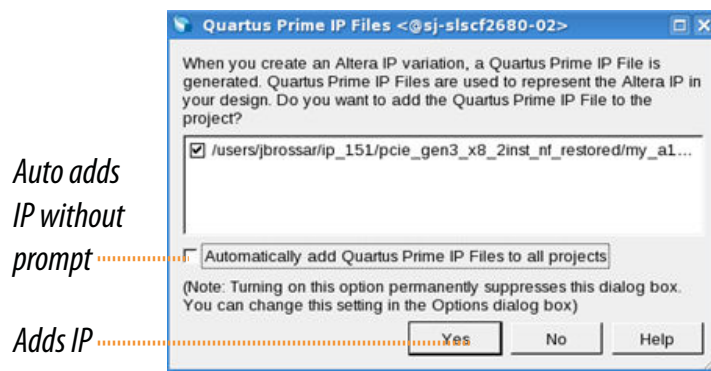 Quartus Prime IP Files <@sj-slscf2680-02>
When you create an Altera IP variation, a Quartus Prime IP File is
generated. Quartus Prime IP Files are used to represent the Altera IP in
your design. Do you want to add the Quartus Prime IP File to the
project?
/users/jbrossar/ip_151/pcie_gen3_x8_2inst_nf_restored/my_a1...
Auto adds
IP without
prompt
Automatically add Quartus Prime IP Files to all projects
(Note: Turning on this option permanently suppresses this dialog box.
You can change this setting in the Options dialog box)
Adds IP
Yes No Help